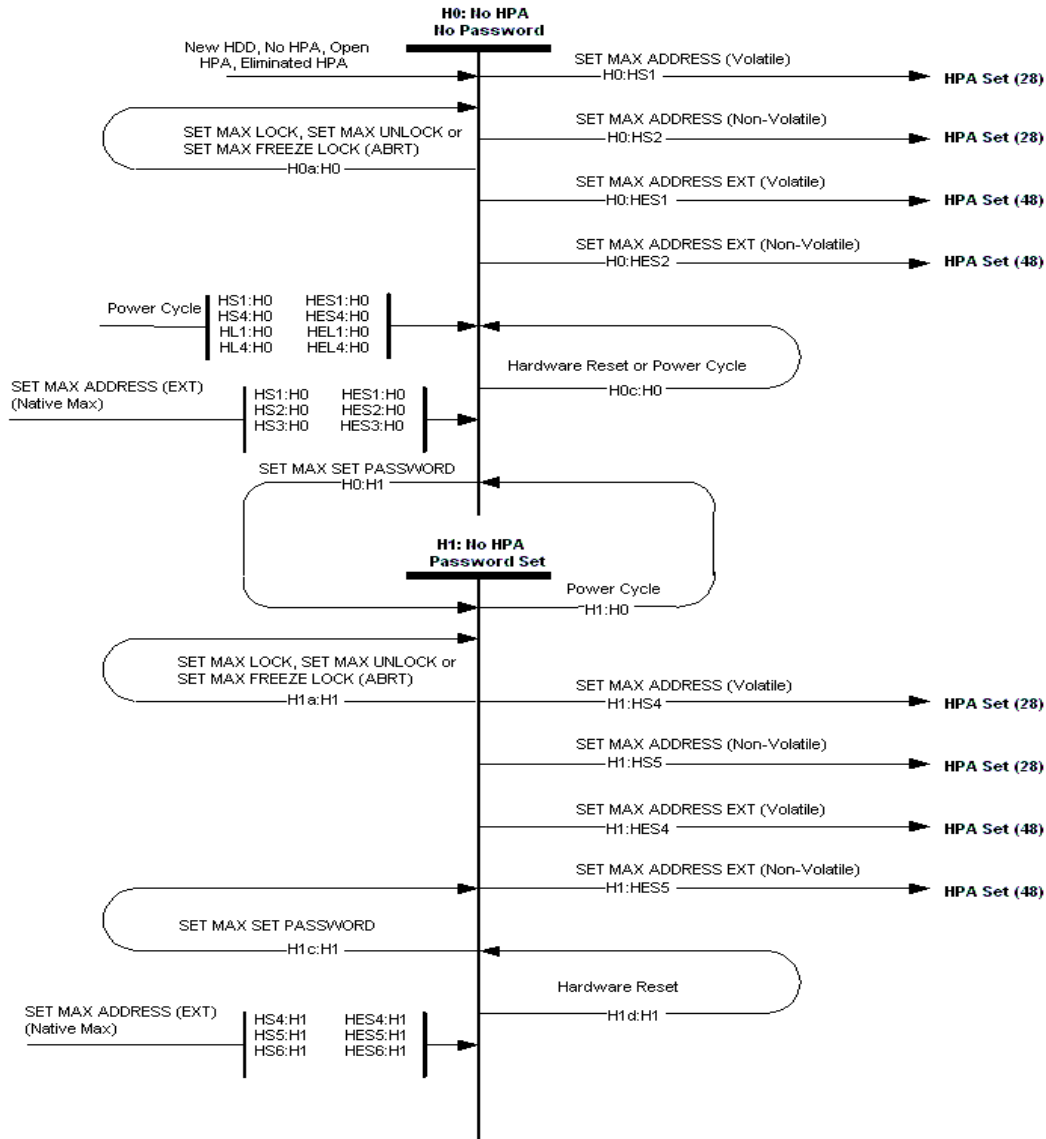 H0: No HPA
No Password
New HDD, No HPA, Open
HPA, Eliminated HPA
SET MAX ADDRESS (Volatile)
H0:HS1
HPA Set (28)
SET MAX LOCK, SET MAX UNLOCK or
SET MAX FREEZE LOCK (ABRT)
H0a:H0
SET MAX ADDRESS (Non-Volatile)
H0:HS2
HPA Set (28)
SET MAX ADDRESS EXT (Volatile)
H0:HES1
HPA Set (48)
SET MAX ADDRESS EXT (Non-Volatile)
H0:HES2
HPA Set (48)
Power Cycle
HS1:H0 HES1:H0
HS4:H0 HES4:H0
HL1:H0 HEL1:H0
HL4:H0 HEL4:H0
Hardware Reset or Power Cycle
H0c:H0
SET MAX ADDRESS (EXT)
(Native Max)
HS1:H0 HES1:H0
HS2:H0 HES2:H0
HS3:H0 HES3:H0
SET MAX SET PASSWORD
H0:H1
H1: No HPA
Password Set
Power Cycle
H1:H0
SET MAX LOCK, SET MAX UNLOCK or
SET MAX FREEZE LOCK (ABRT)
H1a:H1
SET MAX ADDRESS (Volatile)
H1:HS4
HPA Set (28)
SET MAX ADDRESS (Non-Volatile)
H1:HS5
HPA Set (28)
SET MAX ADDRESS EXT (Volatile)
H1:HES4
HPA Set (48)
SET MAX ADDRESS EXT (Non-Volatile)
H1:HES5
HPA Set (48)
SET MAX SET PASSWORD
H1c:H1
Hardware Reset
H1d:H1
SET MAX ADDRESS (EXT)
(Native Max)
HS4:H1 HES4:H1
HS5:H1 HES5:H1
HS6:H1 HES6:H1